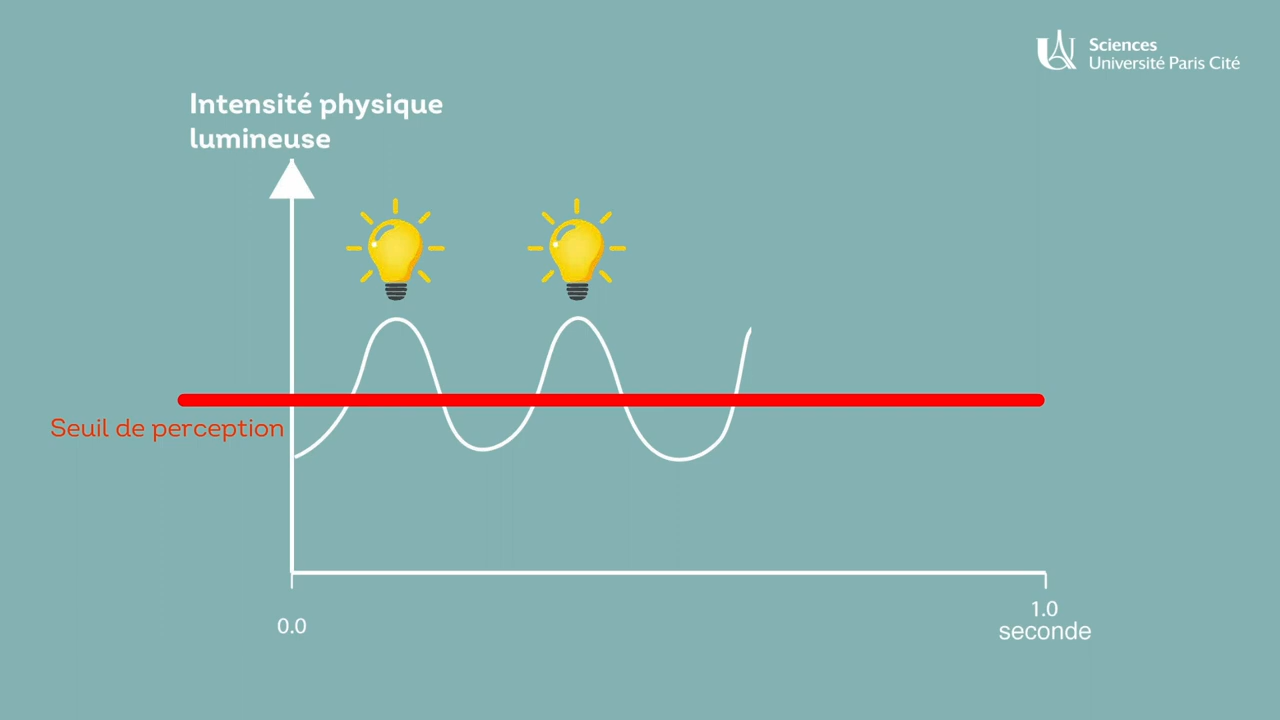 Sciences
Université Paris Cité
Intensité physique
lumineuse
Seuil de perception
0.0
1.0
seconde